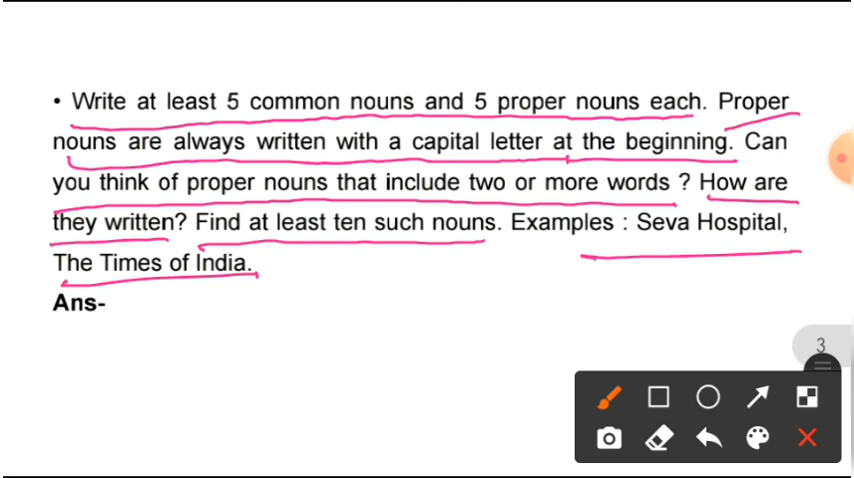 • Write at least 5 common nouns and 5 proper nouns each. Proper
nouns are always written with a capital letter at the beginning. Can
you think of proper nouns that include two or more words ? How are
they written? Find at least ten such nouns. Examples : Seva Hospital,
The Times of India.
Ans-
3